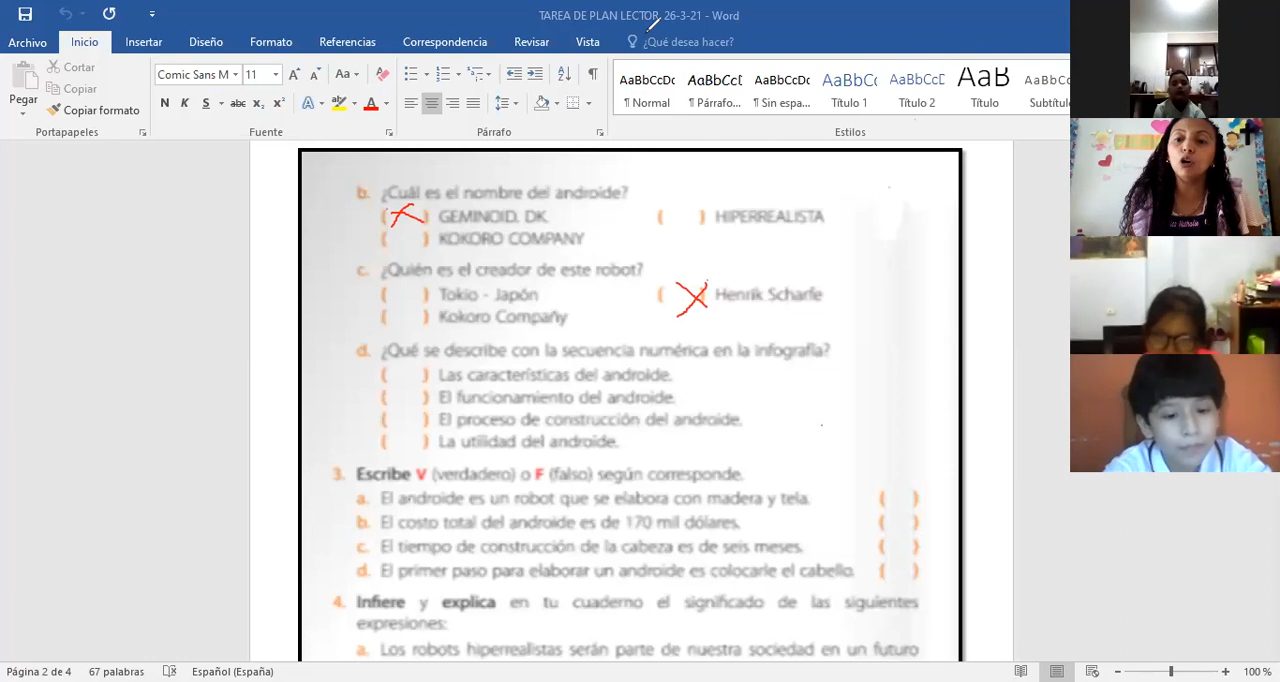 TAREA DE PLAN LECTOR 26-3-21 - Word
Archivo Inicio Insertar Diseño Formato Referencias Correspondencia Revisar Vista ¿Qué desea hacer?
Pegar
Cortar
Copiar
Copiar formato
Portapapeles
Comic Sans M 11
Aa
N K S abc x₂ x² A A
Fuente
Párrafo
AaBbCcDc AaBbCcD AaBbCcDc AaBbC AaBbCcD AaB AaBbCcD
¶ Normal ¶ Párrafo... ¶ Sin espa... Título 1 Título 2 Título Subtítul
Estilos
b. ¿Cuál es el nombre del androide?
( ) GEMINOID. DK. ( ) HIPERREALISTA
( ) KOKORO COMPANY
c. ¿Quién es el creador de este robot?
( ) Tokio - Japón ( ) Henrik Scharfe
( ) Kokoro Company
d. ¿Qué se describe con la secuencia numérica en la infografía?
( ) Las características del androide.
( ) El funcionamiento del androide.
( ) El proceso de construcción del androide.
( ) La utilidad del androide.
3. Escribe V (verdadero) o F (falso) según corresponde.
a. El androide es un robot que se elabora con madera y tela. ( )
b. El costo total del androide es de 170 mil dólares. ( )
c. El tiempo de construcción de la cabeza es de seis meses. ( )
d. El primer paso para elaborar un androide es colocarle el cabello. ( )
4. Infiere y explica en tu cuaderno el significado de las siguientes
expresiones:
a. Los robots hiperrealistas serán parte de nuestra sociedad en un futuro
Página 2 de 4 67 palabras Español (España) 100 %